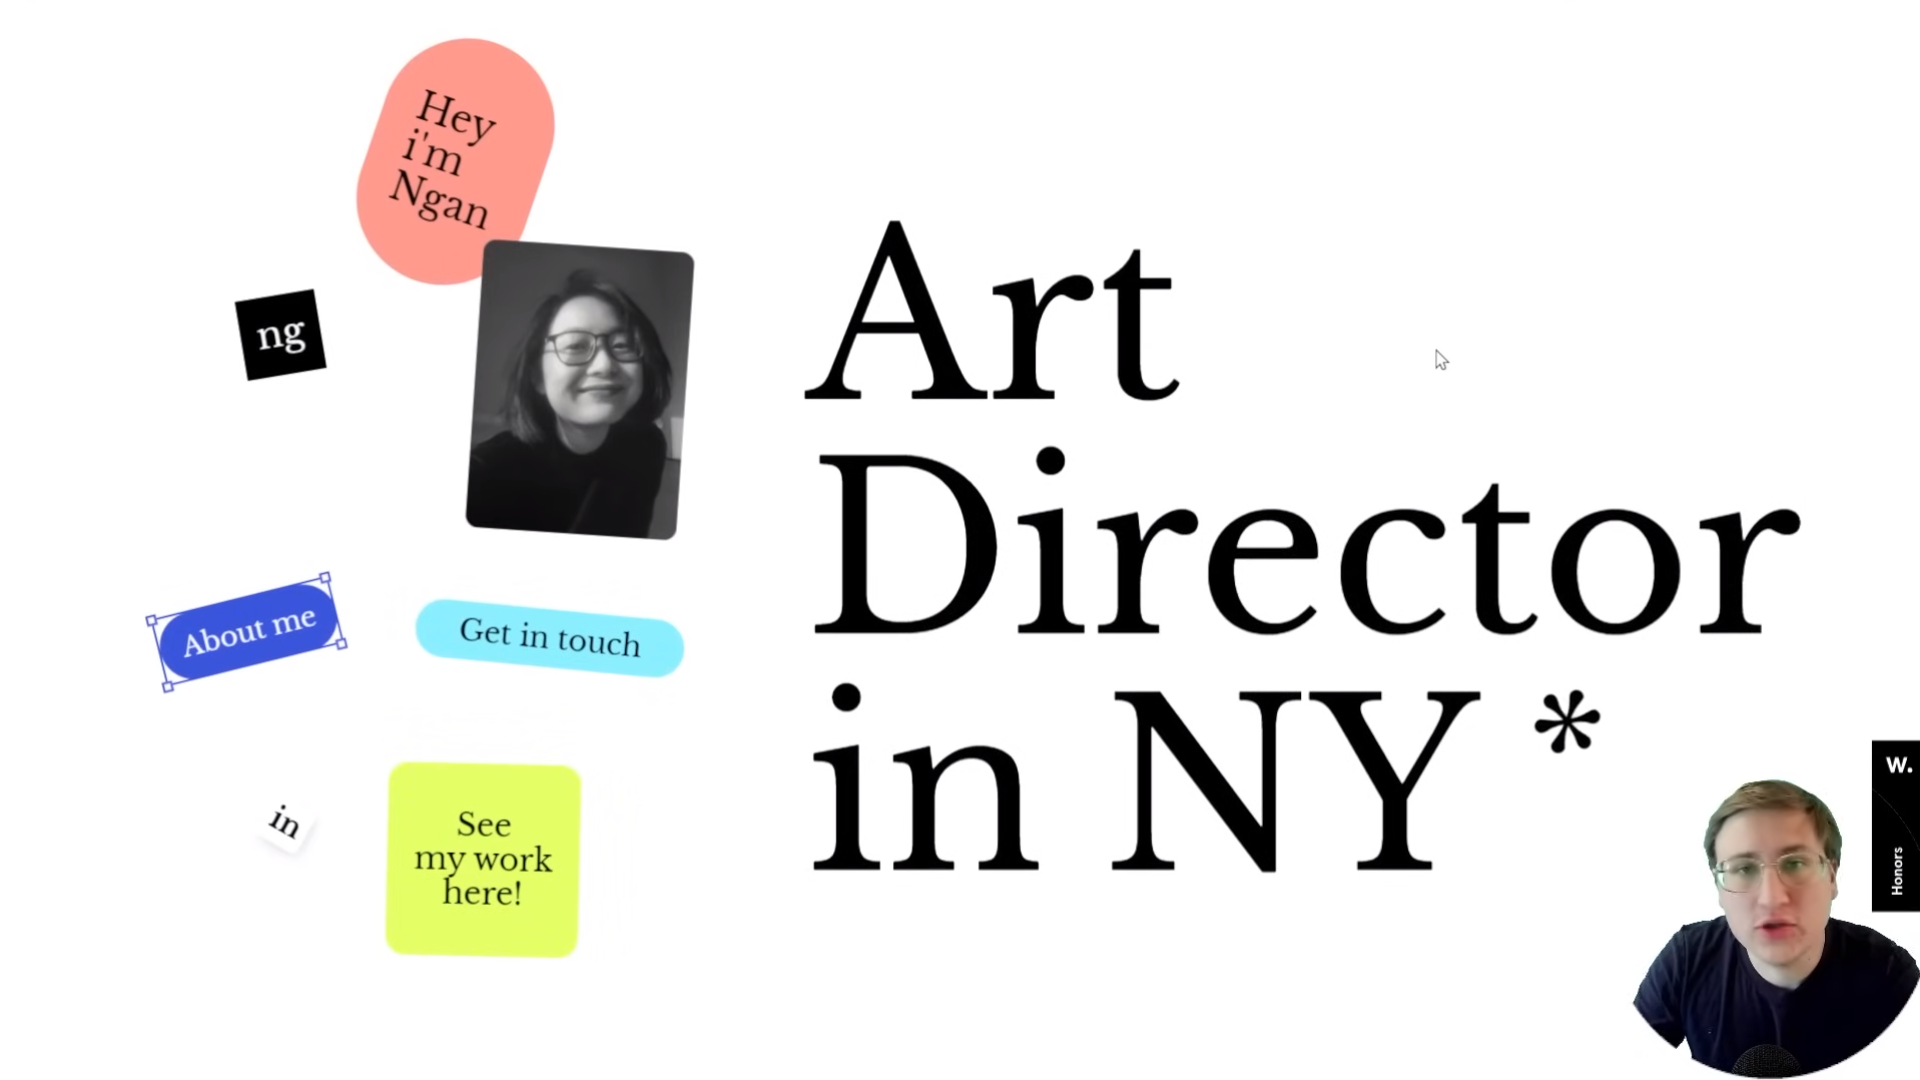 Hey
i'm
Ngan
ng
About me
Get in touch
in
See
my work
here!
Art
Director
in NY *
W.
Honors